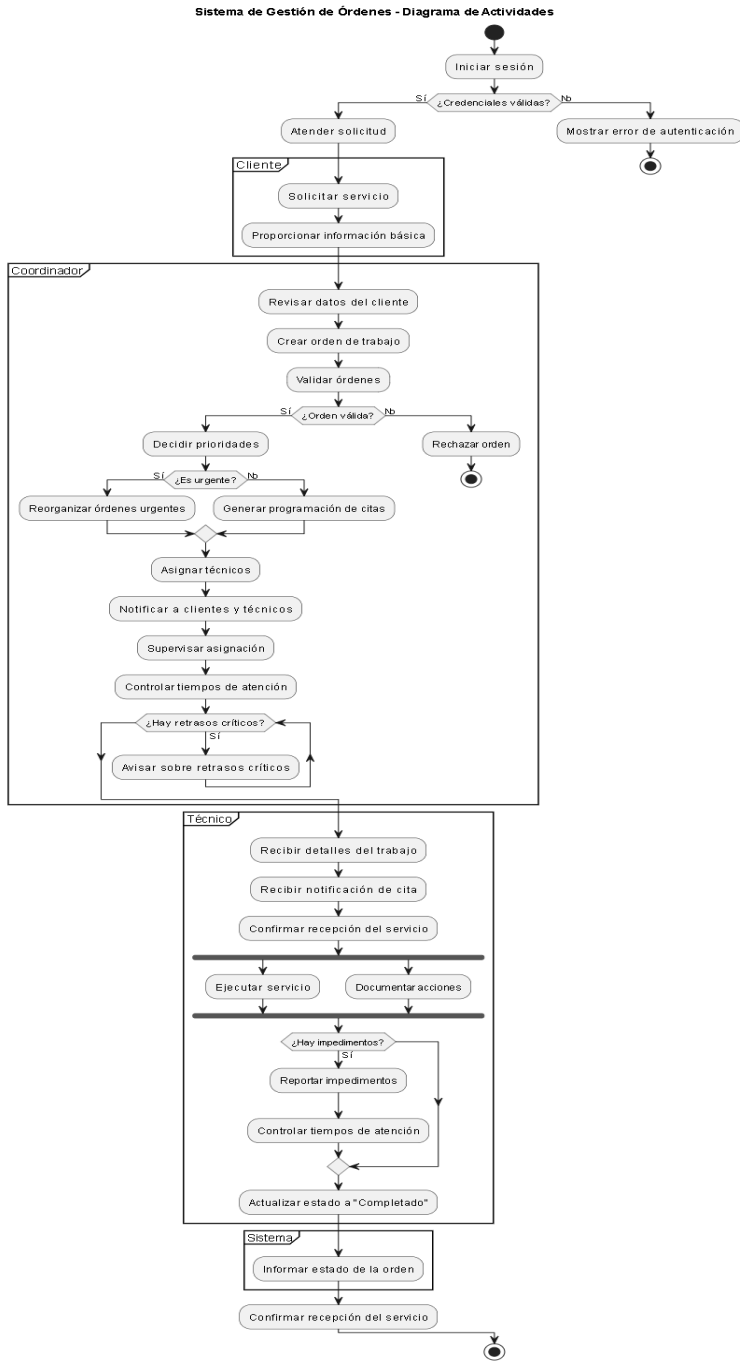 Sistema de Gestión de Órdenes - Diagrama de Actividades
Iniciar sesión
¿Credenciales válidas?
Sí
No
Atender solicitud
Mostrar error de autenticación
Cliente
Solicitar servicio
Proporcionar información básica
Coordinador
Revisar datos del cliente
Crear orden de trabajo
Validar órdenes
¿Orden válida?
Sí
No
Decidir prioridades
Rechazar orden
¿Es urgente?
Sí
No
Reorganizar órdenes urgentes
Generar programación de citas
Asignar técnicos
Notificar a clientes y técnicos
Supervisar asignación
Controlar tiempos de atención
¿Hay retrasos críticos?
Sí
Avisar sobre retrasos críticos
Técnico
Recibir detalles del trabajo
Recibir notificación de cita
Confirmar recepción del servicio
Ejecutar servicio
Documentar acciones
¿Hay impedimentos?
Sí
Reportar impedimentos
Controlar tiempos de atención
Actualizar estado a "Completado"
Sistema
Informar estado de la orden
Confirmar recepción del servicio